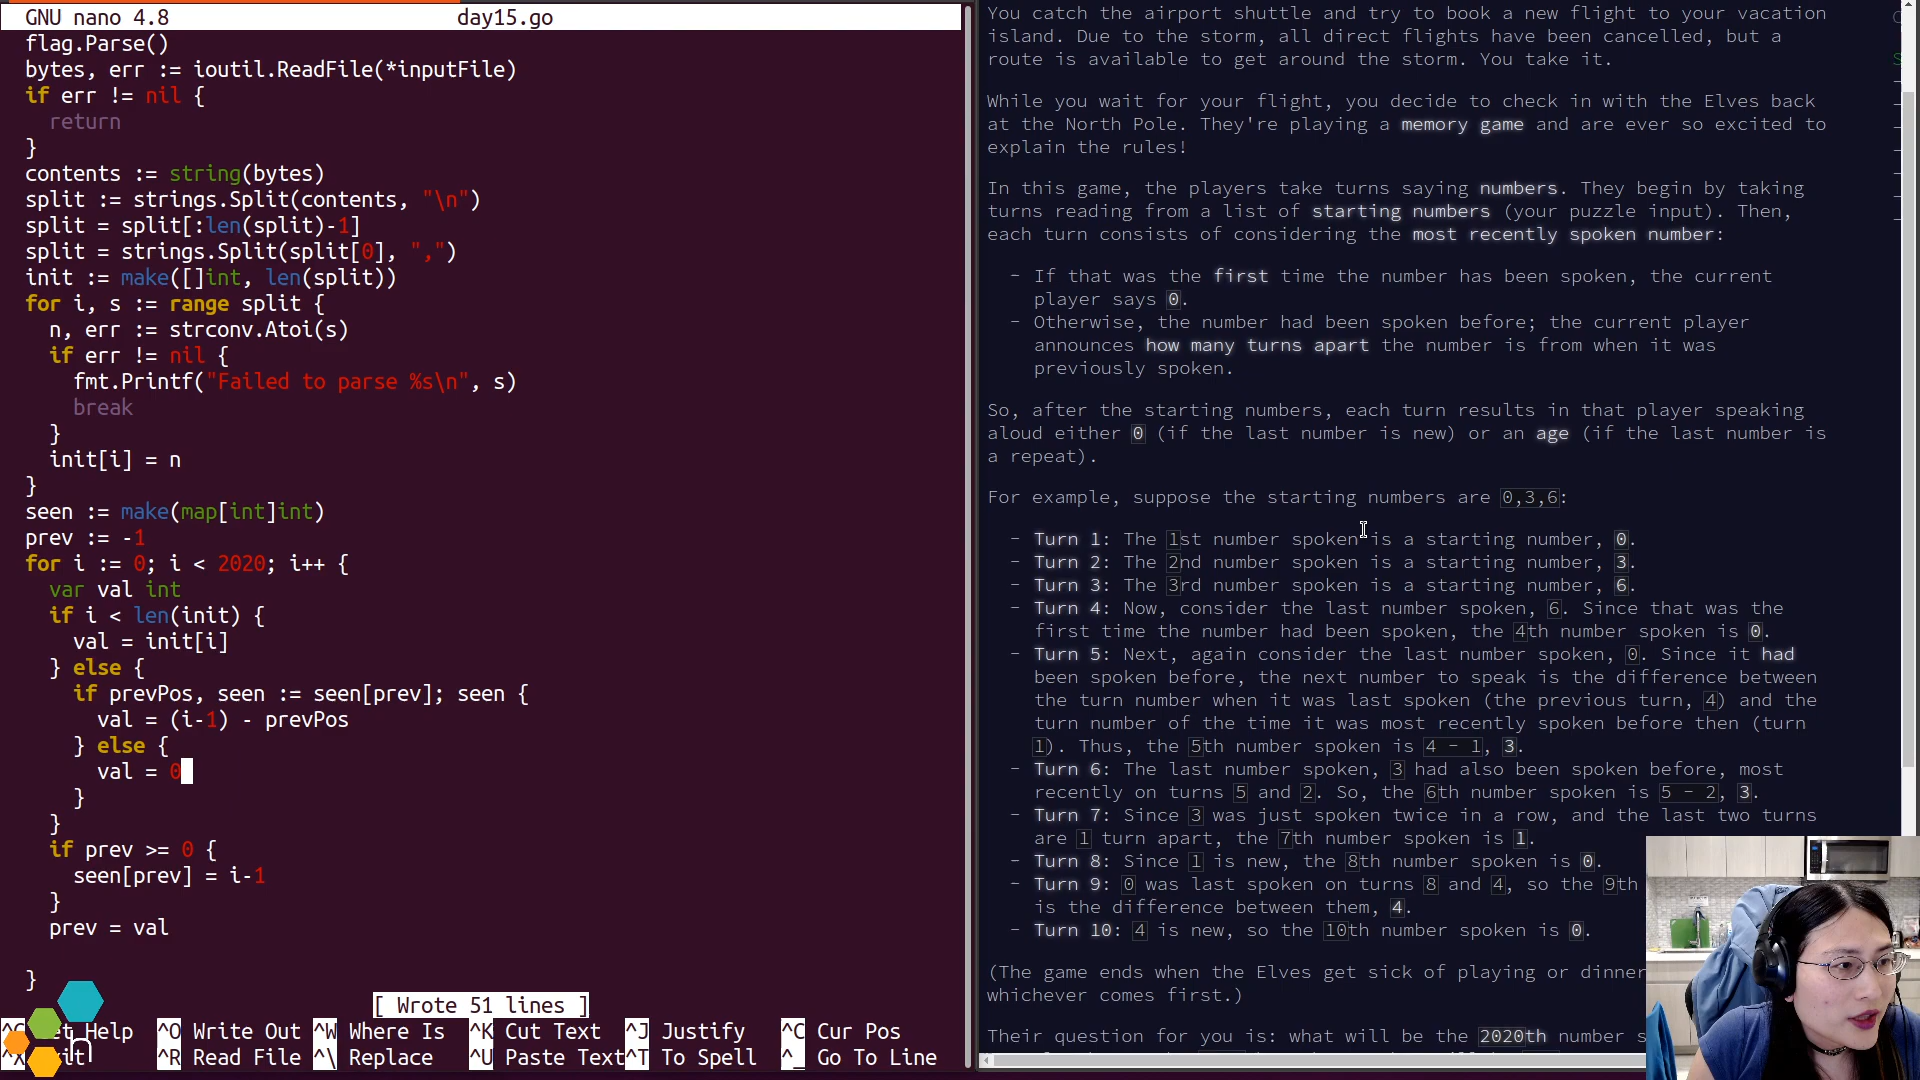 GNU nano 4.8 day15.go
flag.Parse()
bytes, err := ioutil.ReadFile(*inputFile)
if err != nil {
return
}
contents := string(bytes)
split := strings.Split(contents, "\n")
split = split[:len(split)-1]
split = strings.Split(split[0], ",")
init := make([]int, len(split))
for i, s := range split {
n, err := strconv.Atoi(s)
if err != nil {
fmt.Printf("Failed to parse %s\n", s)
break
}
init[i] = n
}
seen := make(map[int]int)
prev := -1
for i := 0; i < 2020; i++ {
var val int
if i < len(init) {
val = init[i]
} else {
if prevPos, seen := seen[prev]; seen {
val = (i-1) - prevPos
} else {
val = 0
}
}
if prev >= 0 {
seen[prev] = i-1
}
prev = val
}
[ Wrote 51 lines ]
Help ^O Write Out ^W Where Is ^K Cut Text ^J Justify ^C Cur Pos
^R Read File ^\ Replace ^U Paste Text ^T To Spell ^_ Go To Line
You catch the airport shuttle and try to book a new flight to your vacation
island. Due to the storm, all direct flights have been cancelled, but a
route is available to get around the storm. You take it.
While you wait for your flight, you decide to check in with the Elves back
at the North Pole. They're playing a memory game and are ever so excited to
explain the rules!
In this game, the players take turns saying numbers. They begin by taking
turns reading from a list of starting numbers (your puzzle input). Then,
each turn consists of considering the most recently spoken number:
- If that was the first time the number has been spoken, the current
player says 0.
- Otherwise, the number had been spoken before; the current player
announces how many turns apart the number is from when it was
previously spoken.
So, after the starting numbers, each turn results in that player speaking
aloud either 0 (if the last number is new) or an age (if the last number is
a repeat).
For example, suppose the starting numbers are 0,3,6:
- Turn 1: The 1st number spoken is a starting number, 0.
- Turn 2: The 2nd number spoken is a starting number, 3.
- Turn 3: The 3rd number spoken is a starting number, 6.
- Turn 4: Now, consider the last number spoken, 6. Since that was the
first time the number had been spoken, the 4th number spoken is 0.
- Turn 5: Next, again consider the last number spoken, 0. Since it had
been spoken before, the next number to speak is the difference between
the turn number when it was last spoken (the previous turn, 4) and the
turn number of the time it was most recently spoken before then (turn
1). Thus, the 5th number spoken is 4 - 1, 3.
- Turn 6: The last number spoken, 3 had also been spoken before, most
recently on turns 5 and 2. So, the 6th number spoken is 5 - 2, 3.
- Turn 7: Since 3 was just spoken twice in a row, and the last two turns
are 1 turn apart, the 7th number spoken is 1.
- Turn 8: Since 1 is new, the 8th number spoken is 0.
- Turn 9: 0 was last spoken on turns 8 and 4, so the 9th
is the difference between them, 4.
- Turn 10: 4 is new, so the 10th number spoken is 0.
(The game ends when the Elves get sick of playing or dinner
whichever comes first.)
Their question for you is: what will be the 2020th number